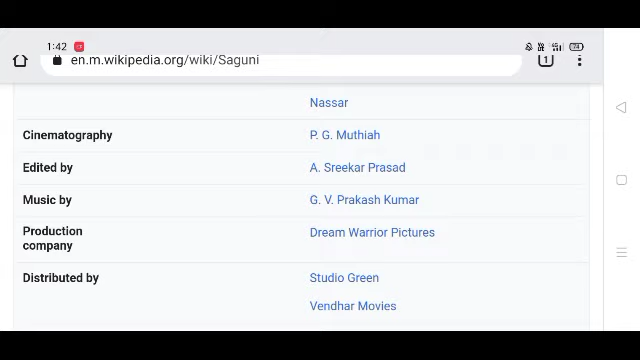 1:42
en.m.wikipedia.org/wiki/Saguni
1
Nassar
Cinematography P. G. Muthiah
Edited by A. Sreekar Prasad
Music by G. V. Prakash Kumar
Production company Dream Warrior Pictures
Distributed by Studio Green
Vendhar Movies